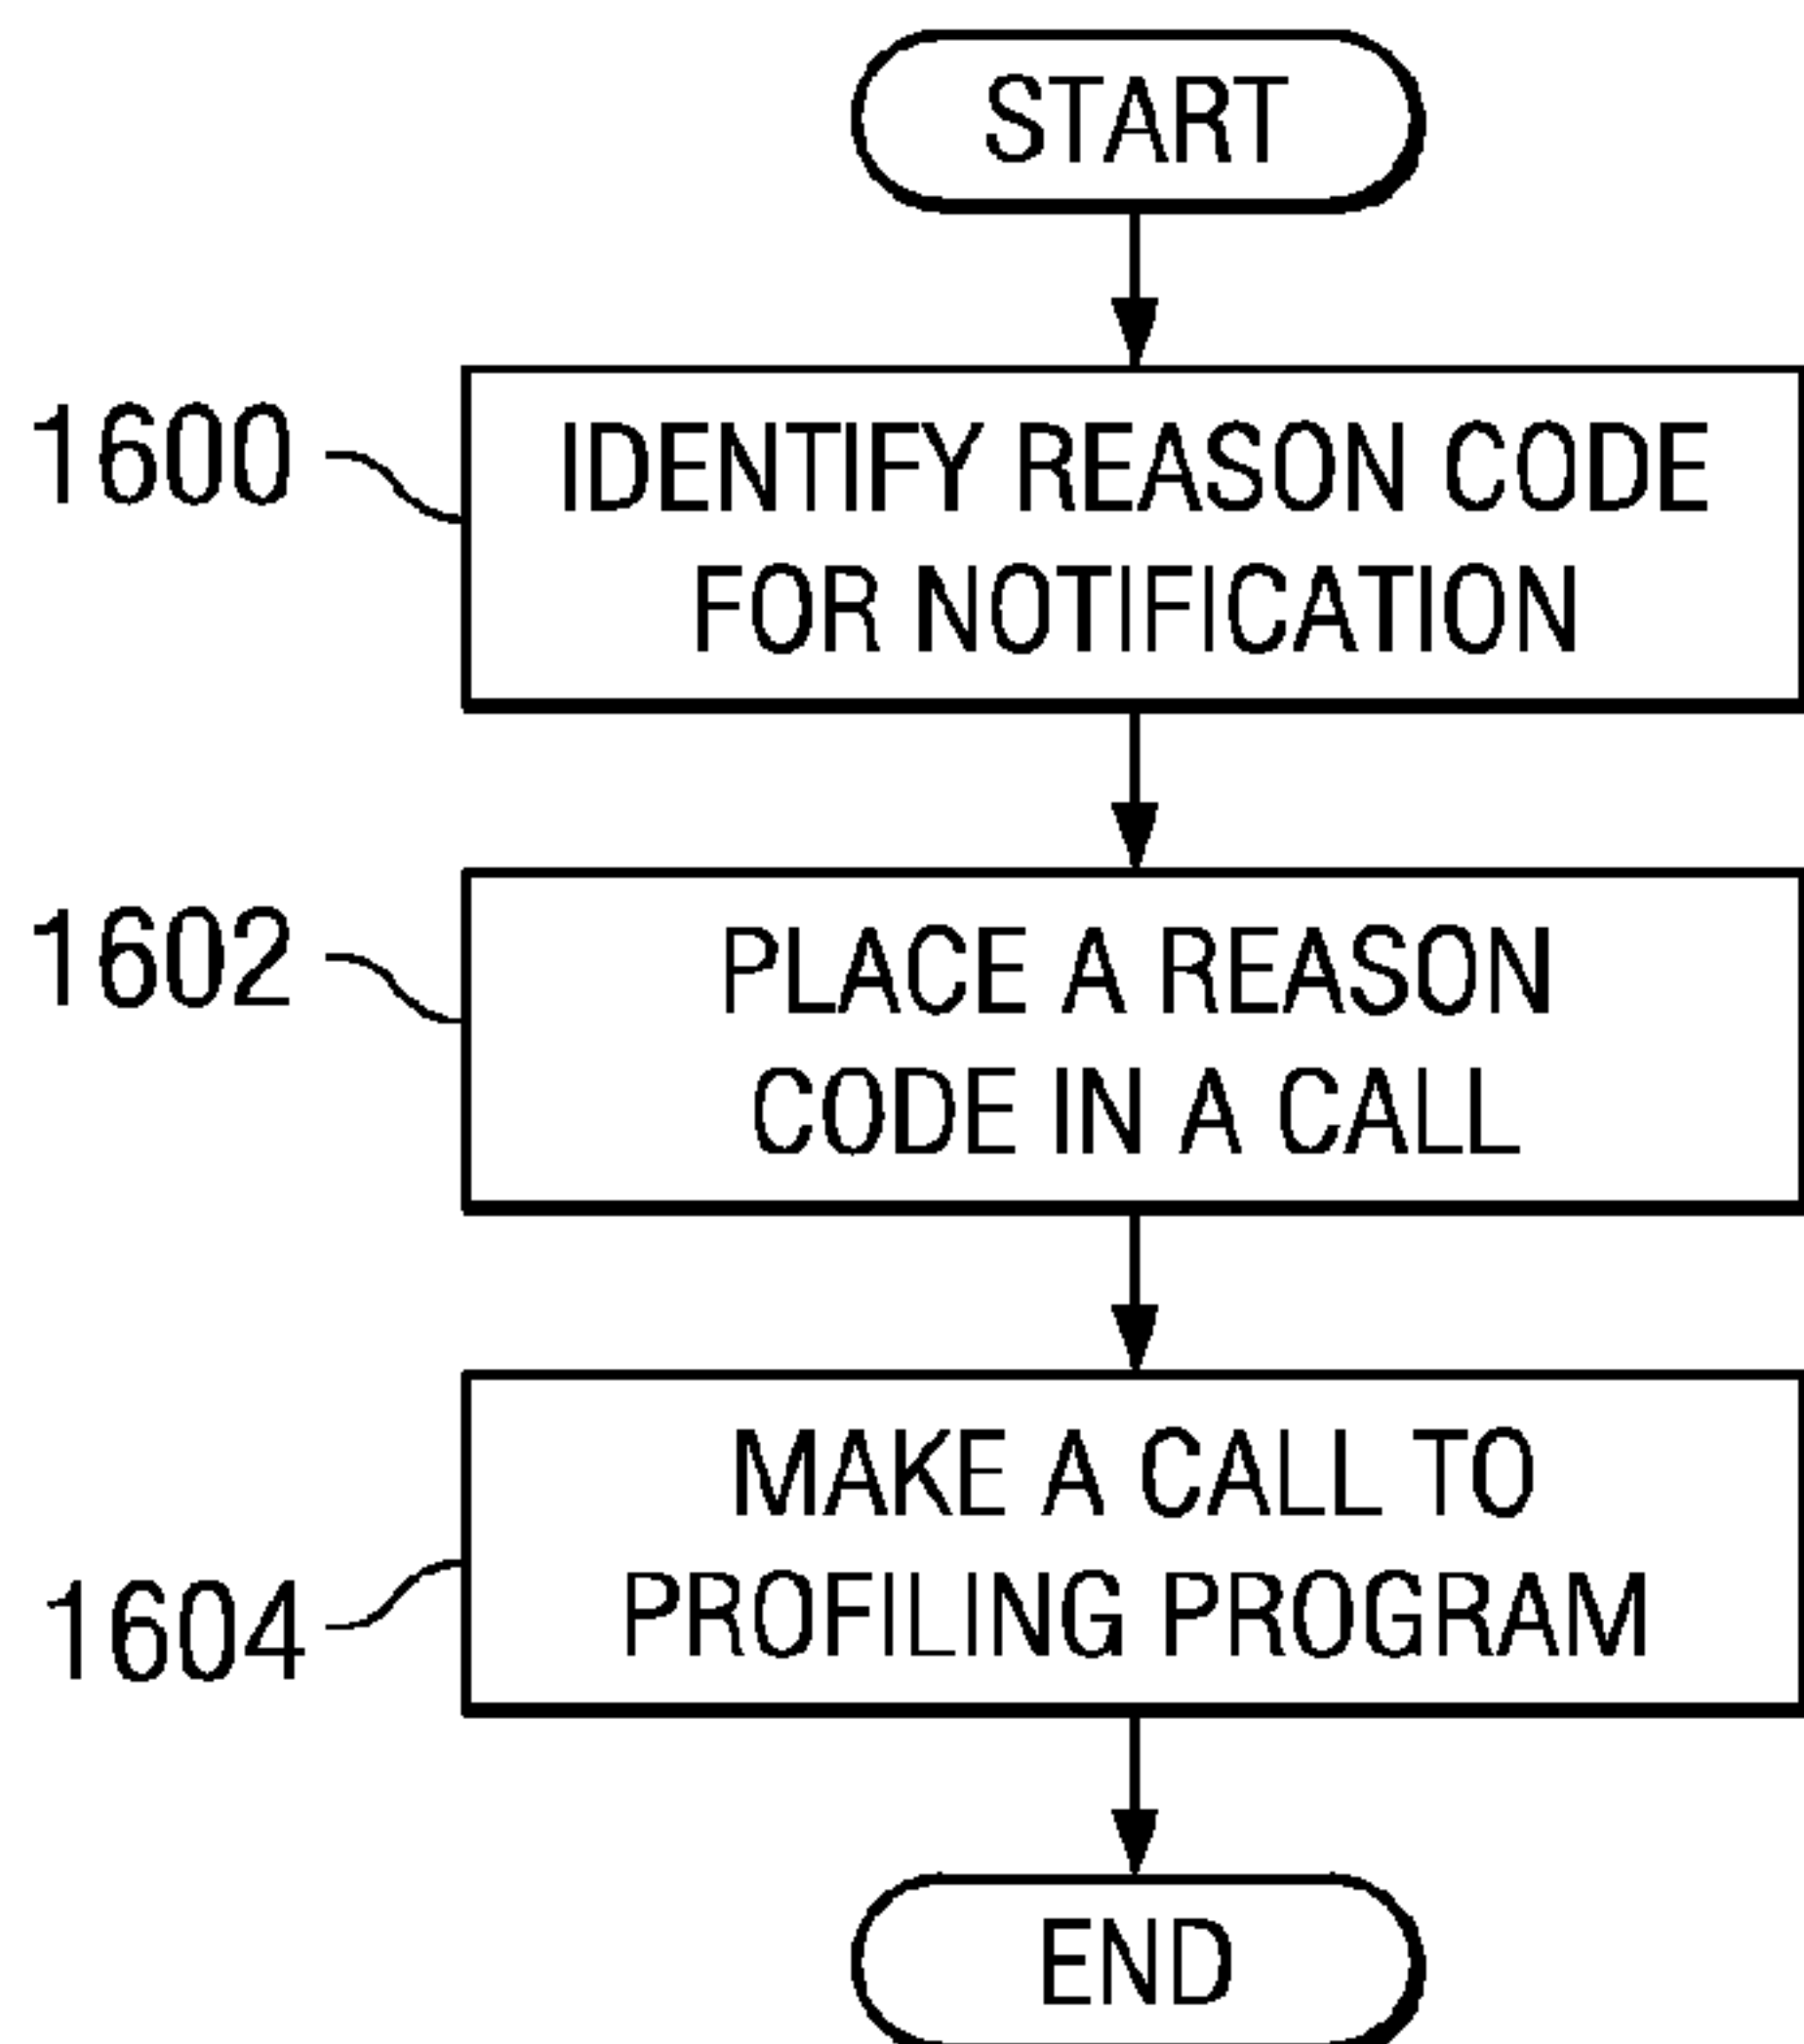 START
1600
IDENTIFY REASON CODE
FOR NOTIFICATION
1602
PLACE A REASON
CODE IN A CALL
1604
MAKE A CALL TO
PROFILING PROGRAM
END